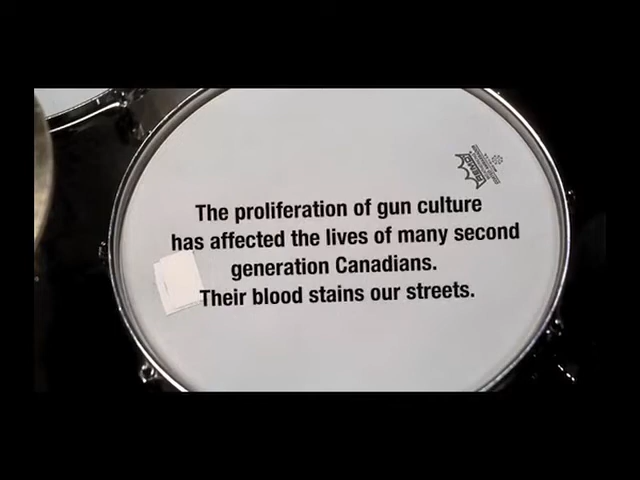 The proliferation of gun culture
has affected the lives of many second
generation Canadians.
Their blood stains our streets.
REMO